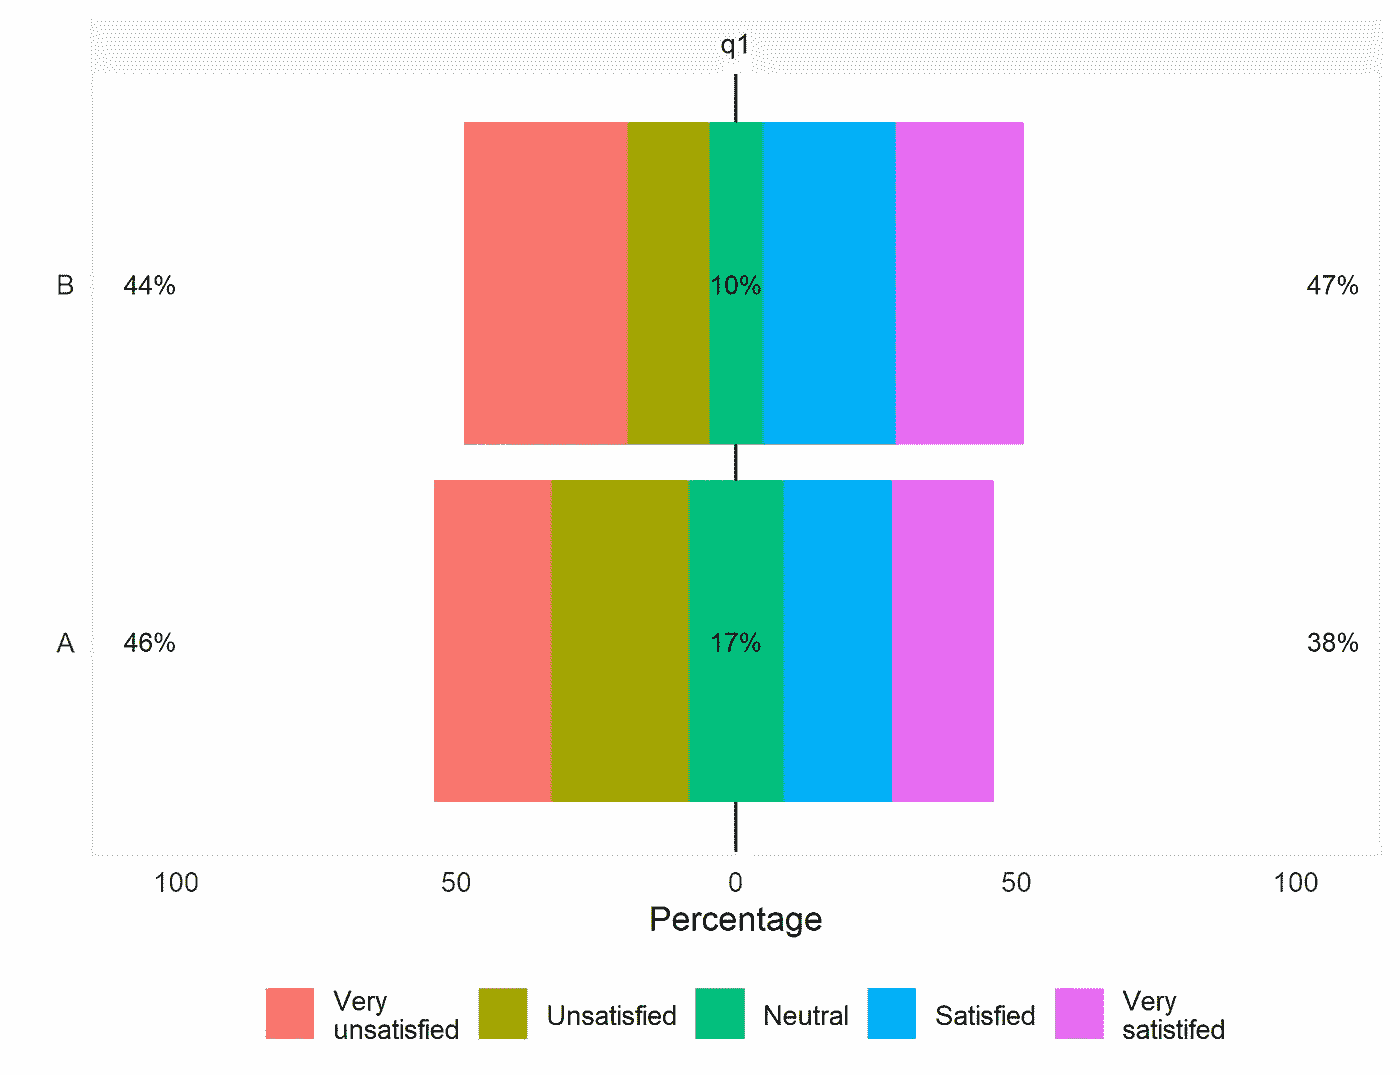 q1
B 44% 10% 47%
A 46% 17% 38%
100 50 0 50 100
Percentage
Very unsatisfied
Unsatisfied
Neutral
Satisfied
Very satistifed